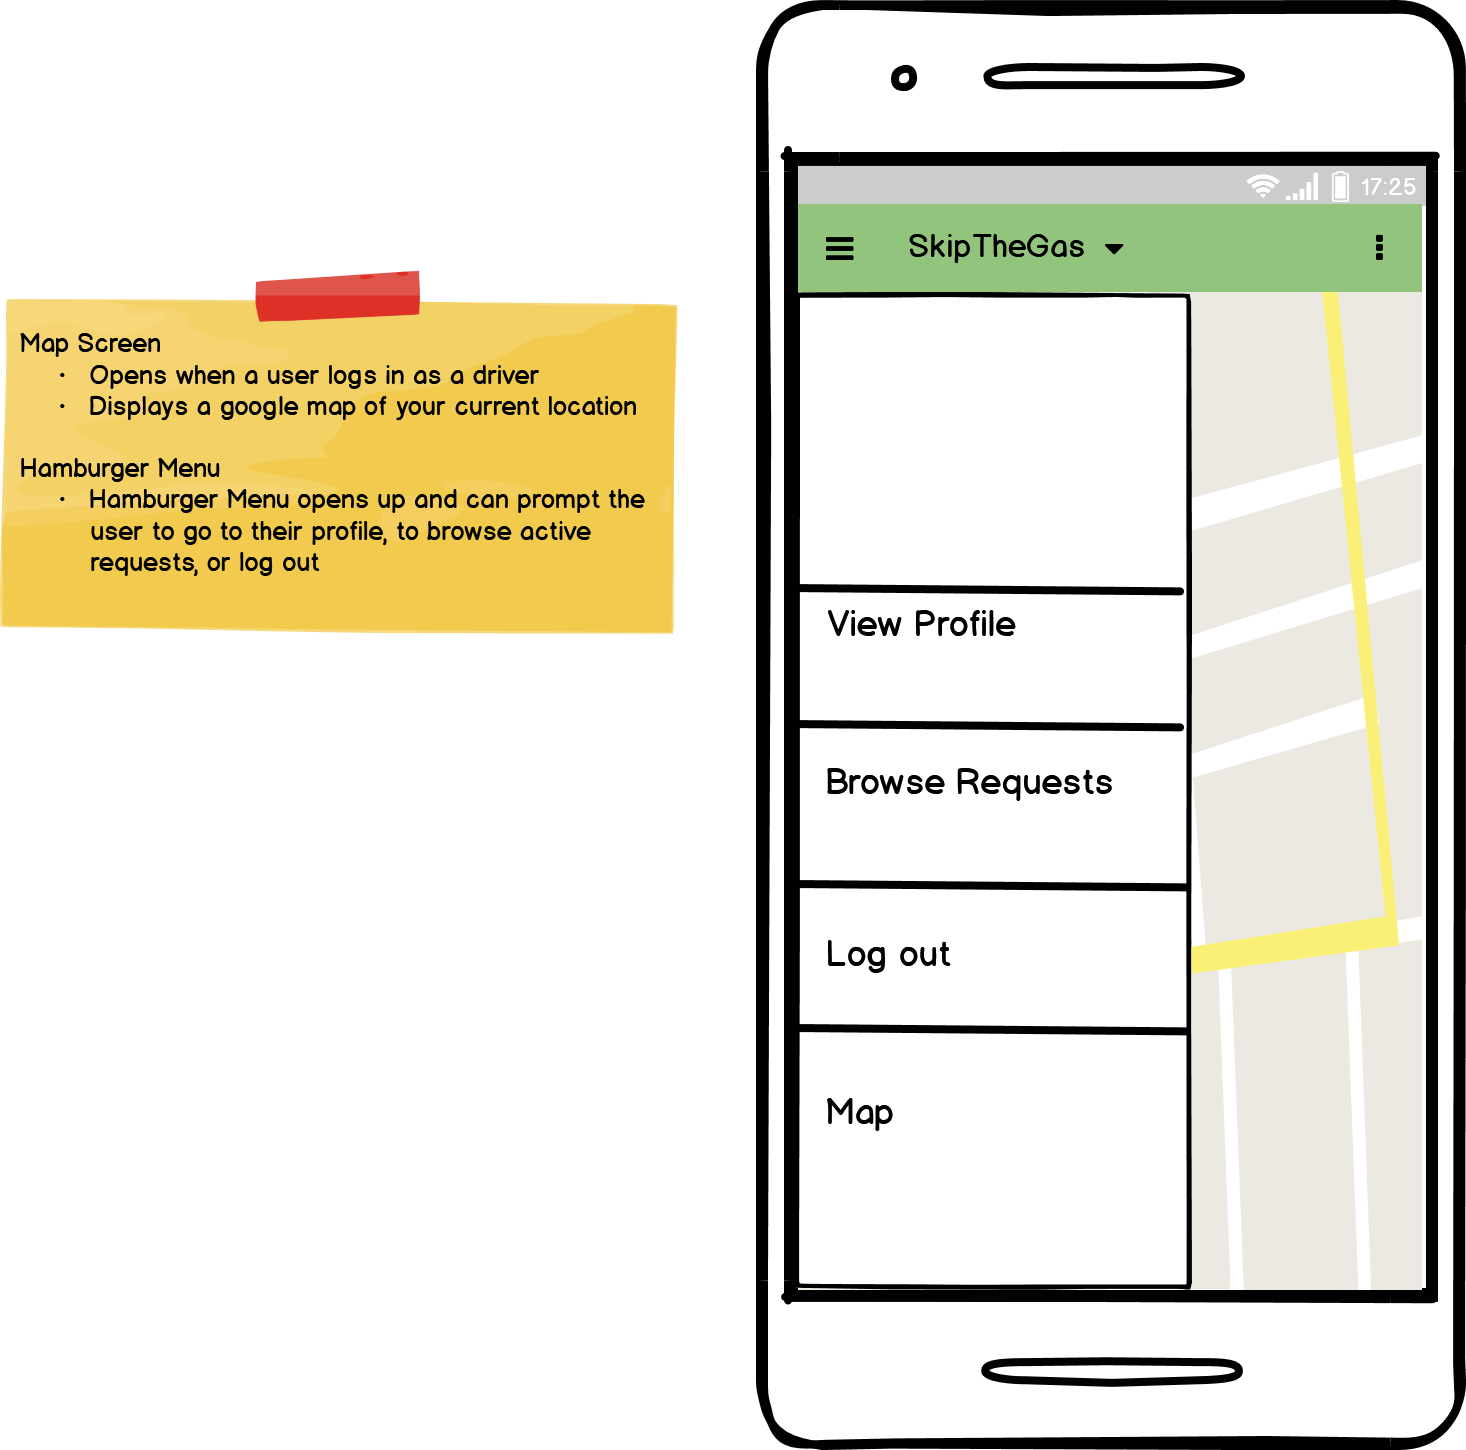 Map Screen
· Opens when a user logs in as a driver
· Displays a google map of your current location
Hamburger Menu
· Hamburger Menu opens up and can prompt the
user to go to their profile, to browse active
requests, or log out
17:25
SkipTheGas
View Profile
Browse Requests
Log out
Map